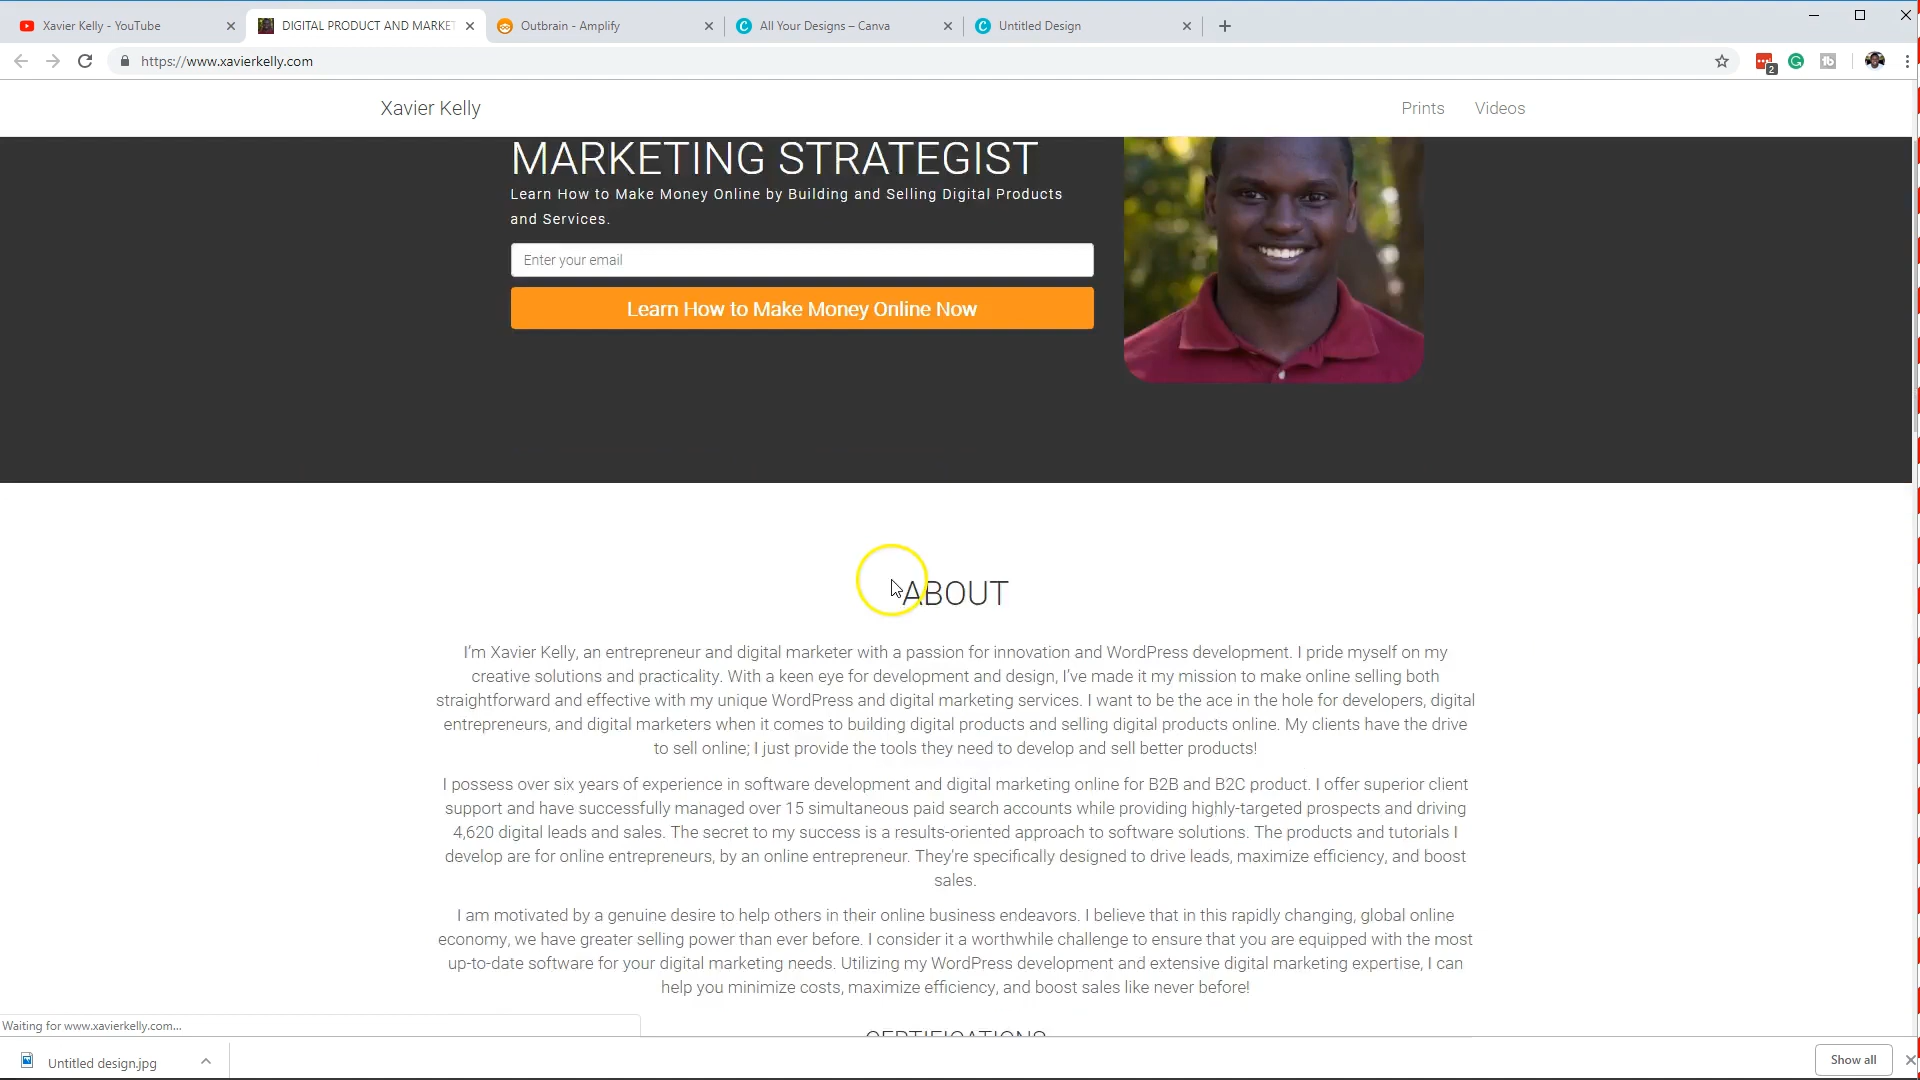 Xavier Kelly - YouTube
DIGITAL PRODUCT AND MARKET
Outbrain - Amplify
All Your Designs – Canva
Untitled Design
https://www.xavierkelly.com
2
Xavier Kelly
Prints
Videos
MARKETING STRATEGIST
Learn How to Make Money Online by Building and Selling Digital Products
and Services.
Enter your email
Learn How to Make Money Online Now
ABOUT
I'm Xavier Kelly, an entrepreneur and digital marketer with a passion for innovation and WordPress development. I pride myself on my
creative solutions and practicality. With a keen eye for development and design, I've made it my mission to make online selling both
straightforward and effective with my unique WordPress and digital marketing services. I want to be the ace in the hole for developers, digital
entrepreneurs, and digital marketers when it comes to building digital products and selling digital products online. My clients have the drive
to sell online; I just provide the tools they need to develop and sell better products!
I possess over six years of experience in software development and digital marketing online for B2B and B2C product. I offer superior client
support and have successfully managed over 15 simultaneous paid search accounts while providing highly-targeted prospects and driving
4,620 digital leads and sales. The secret to my success is a results-oriented approach to software solutions. The products and tutorials I
develop are for online entrepreneurs, by an online entrepreneur. They're specifically designed to drive leads, maximize efficiency, and boost
sales.
I am motivated by a genuine desire to help others in their online business endeavors. I believe that in this rapidly changing, global online
economy, we have greater selling power than ever before. I consider it a worthwhile challenge to ensure that you are equipped with the most
up-to-date software for your digital marketing needs. Utilizing my WordPress development and extensive digital marketing expertise, I can
help you minimize costs, maximize efficiency, and boost sales like never before!
CERTIFICATIONS
Waiting for www.xavierkelly.com...
Untitled design.jpg
Show all